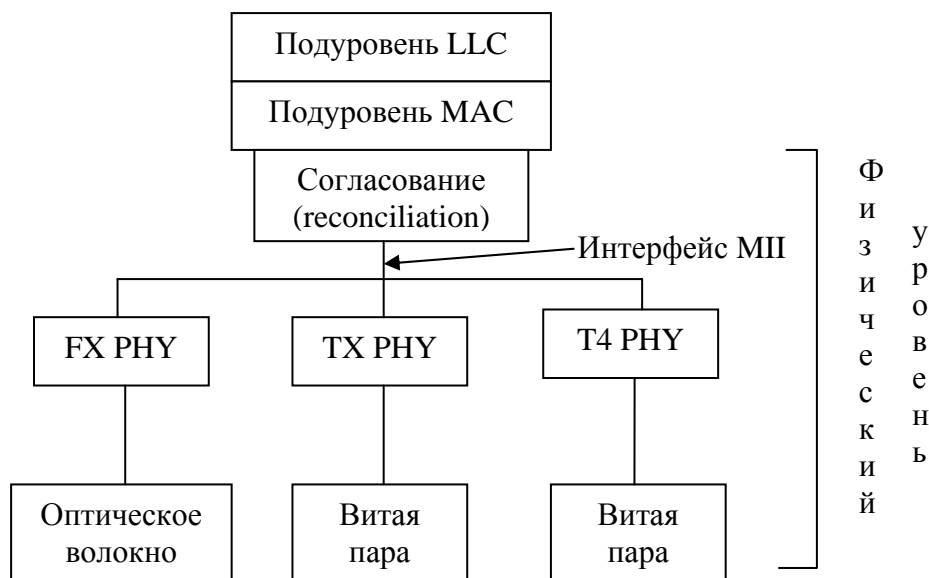 Подуровень LLC
Подуровень MAC
Согласование
(reconciliation)
Интерфейс MII
FX PHY
TX PHY
T4 PHY
Оптическое
волокно
Витая
пара
Витая
пара
Физический
уровень